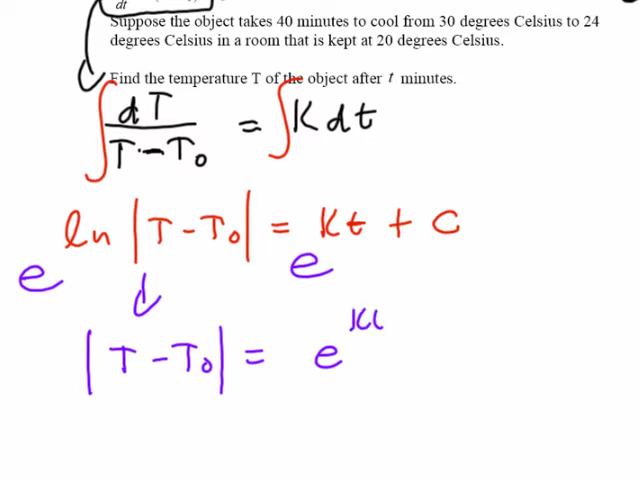 dt
Suppose the object takes 40 minutes to cool from 30 degrees Celsius to 24
degrees Celsius in a room that is kept at 20 degrees Celsius.
Find the temperature T of the object after t minutes.
∫ dT / (T - T₀) = ∫ K dt
ln |T - T₀| = Kt + C
e e
|T - T₀| = e^K